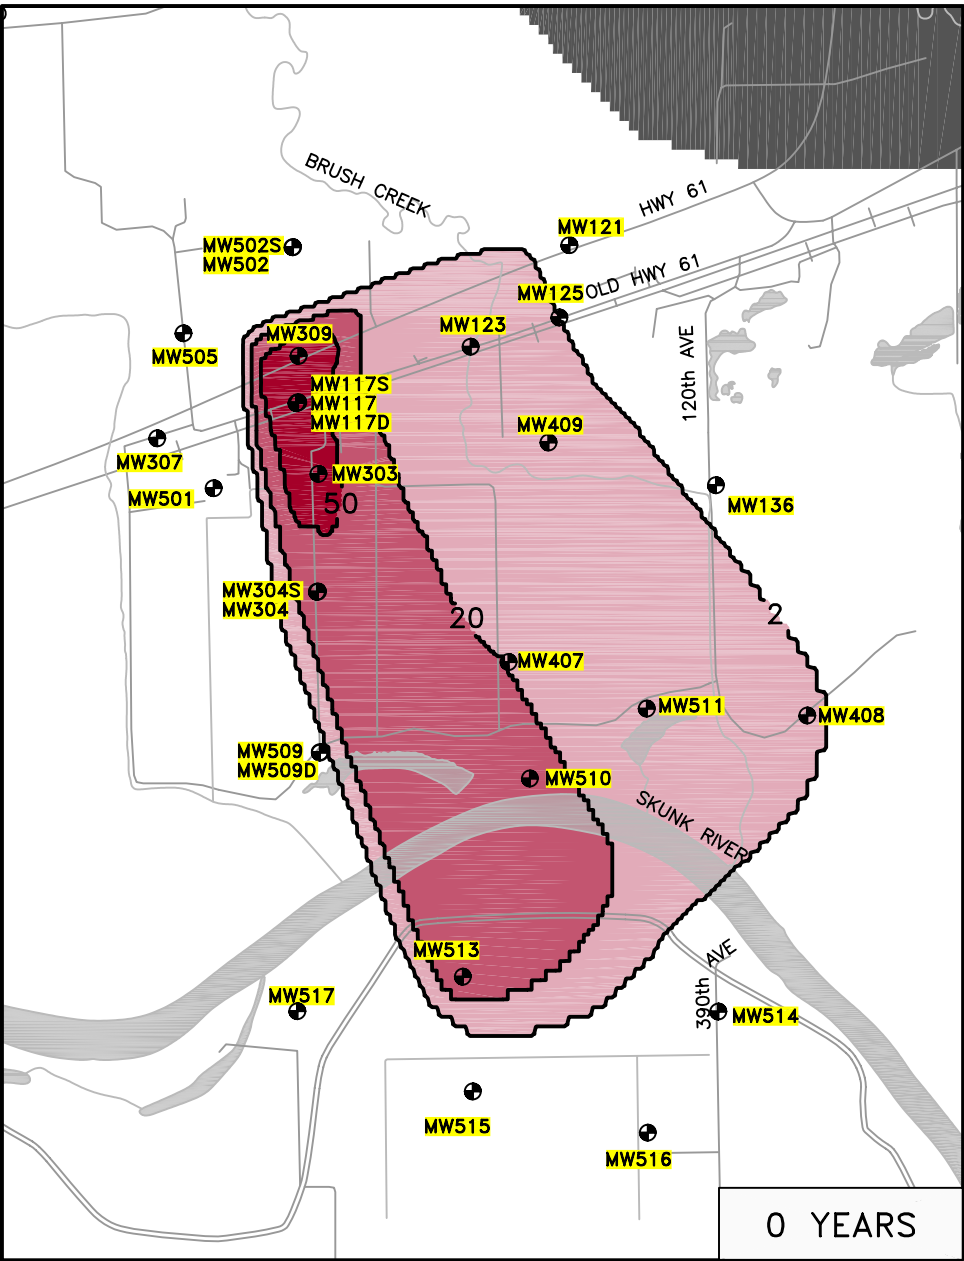 BRUSH CREEK
HWY 61
MW121
MW502S
MW502
OLD HWY 61
MW125
MW123
MW309
MW505
120th AVE
MW117S
MW117
MW117D
MW409
MW307
MW303
MW501
50
MW136
MW304S
MW304
20
2
MW407
MW511
MW408
MW509
MW509D
MW510
SKUNK RIVER
MW513
390th AVE
MW517
MW514
MW515
MW516
0 YEARS